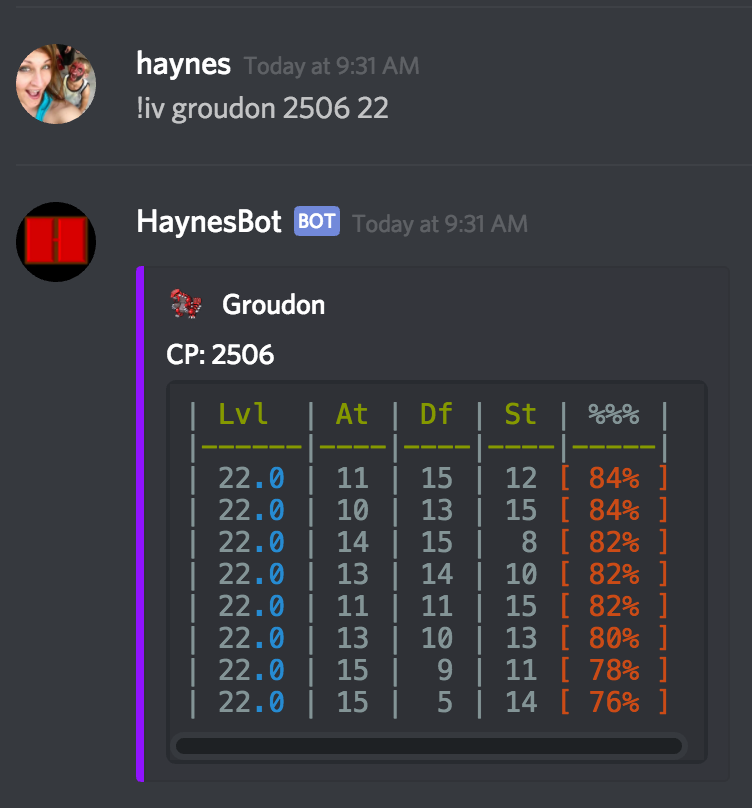 haynes Today at 9:31 AM
!iv groudon 2506 22
HaynesBot BOT Today at 9:31 AM
Groudon
CP: 2506
| Lvl | At | Df | St | %%% |
|------|----|----|----|-----|
| 22.0 | 11 | 15 | 12 [ 84% ]
| 22.0 | 10 | 13 | 15 [ 84% ]
| 22.0 | 14 | 15 | 8 [ 82% ]
| 22.0 | 13 | 14 | 10 [ 82% ]
| 22.0 | 11 | 11 | 15 [ 82% ]
| 22.0 | 13 | 10 | 13 [ 80% ]
| 22.0 | 15 | 9 | 11 [ 78% ]
| 22.0 | 15 | 5 | 14 [ 76% ]